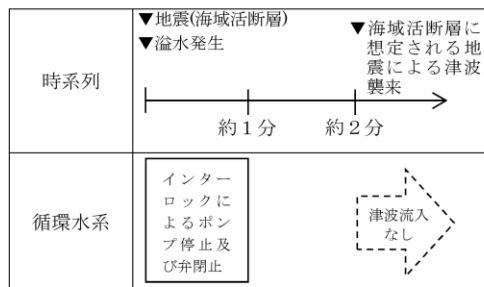 ▼地震(海域活断層)
▼溢水発生
▼海域活断層に
想定される地
震による津波
襲来
時系列
約1分
約2分
循環水系
インター
ロックに
よるポン
プ停止及
び弁閉止
津波流入
なし